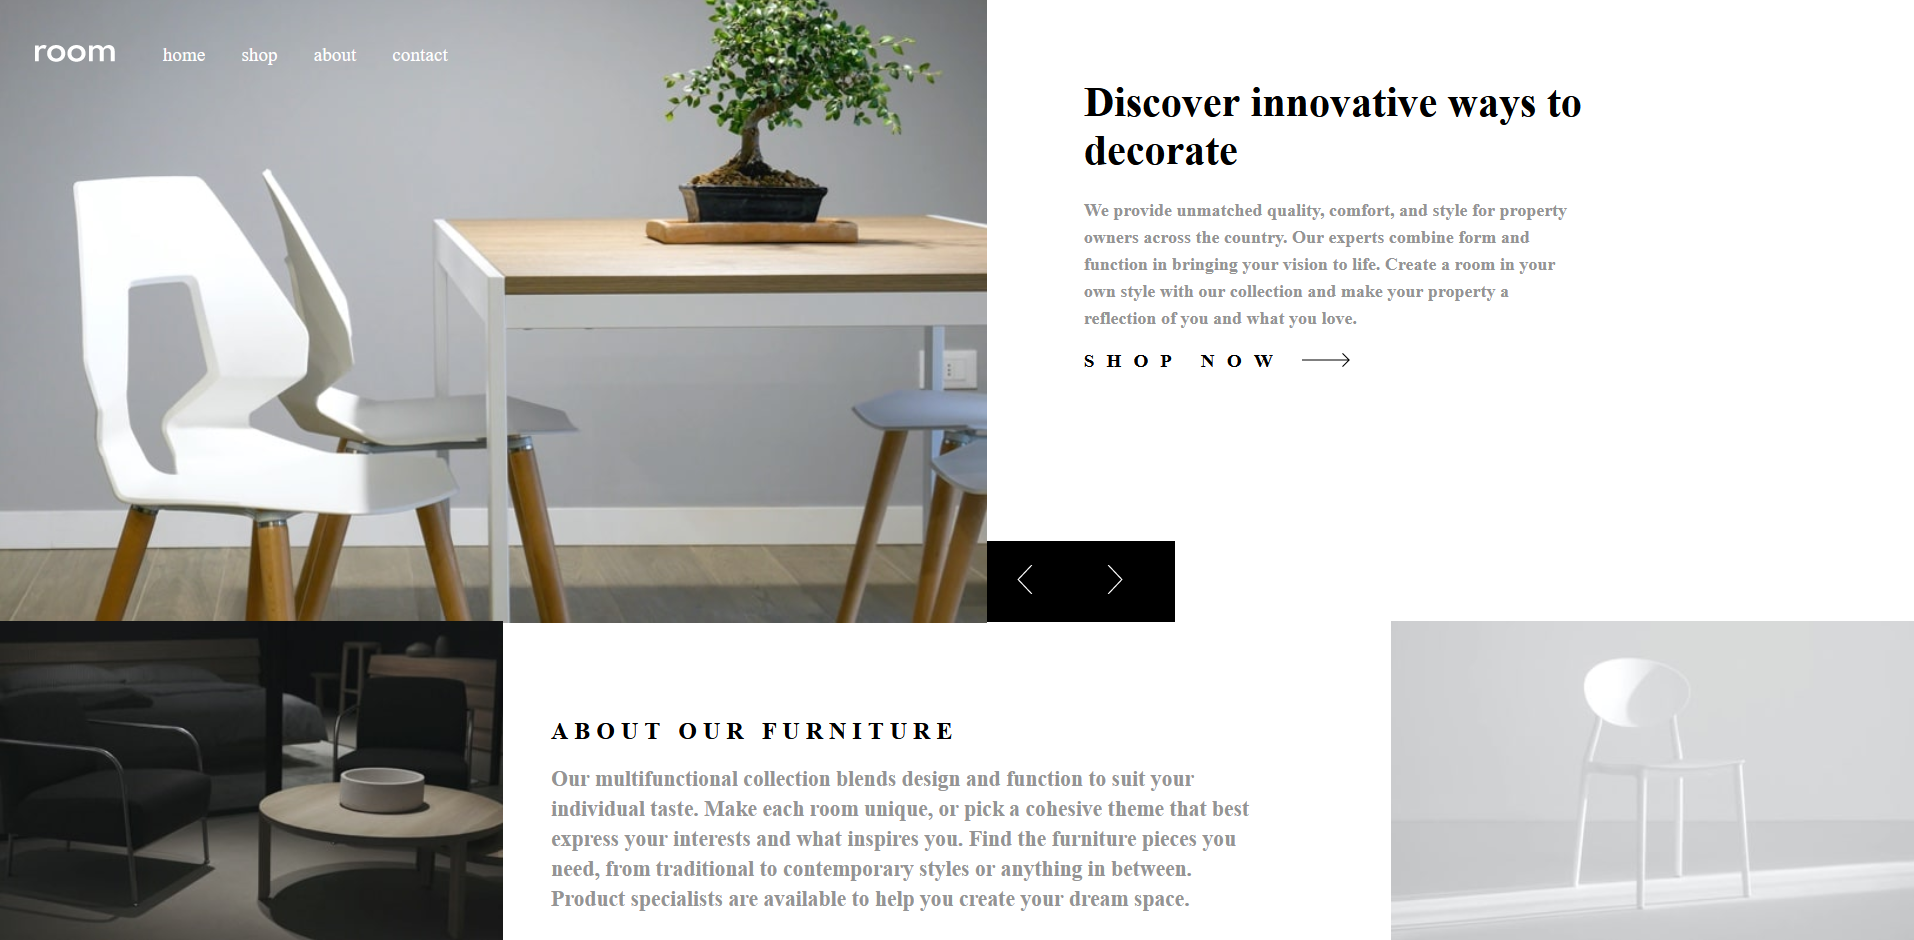 room home shop about contact
Discover innovative ways to
decorate
We provide unmatched quality, comfort, and style for property
owners across the country. Our experts combine form and
function in bringing your vision to life. Create a room in your
own style with our collection and make your property a
reflection of you and what you love.
SHOP NOW
ABOUT OUR FURNITURE
Our multifunctional collection blends design and function to suit your
individual taste. Make each room unique, or pick a cohesive theme that best
express your interests and what inspires you. Find the furniture pieces you
need, from traditional to contemporary styles or anything in between.
Product specialists are available to help you create your dream space.